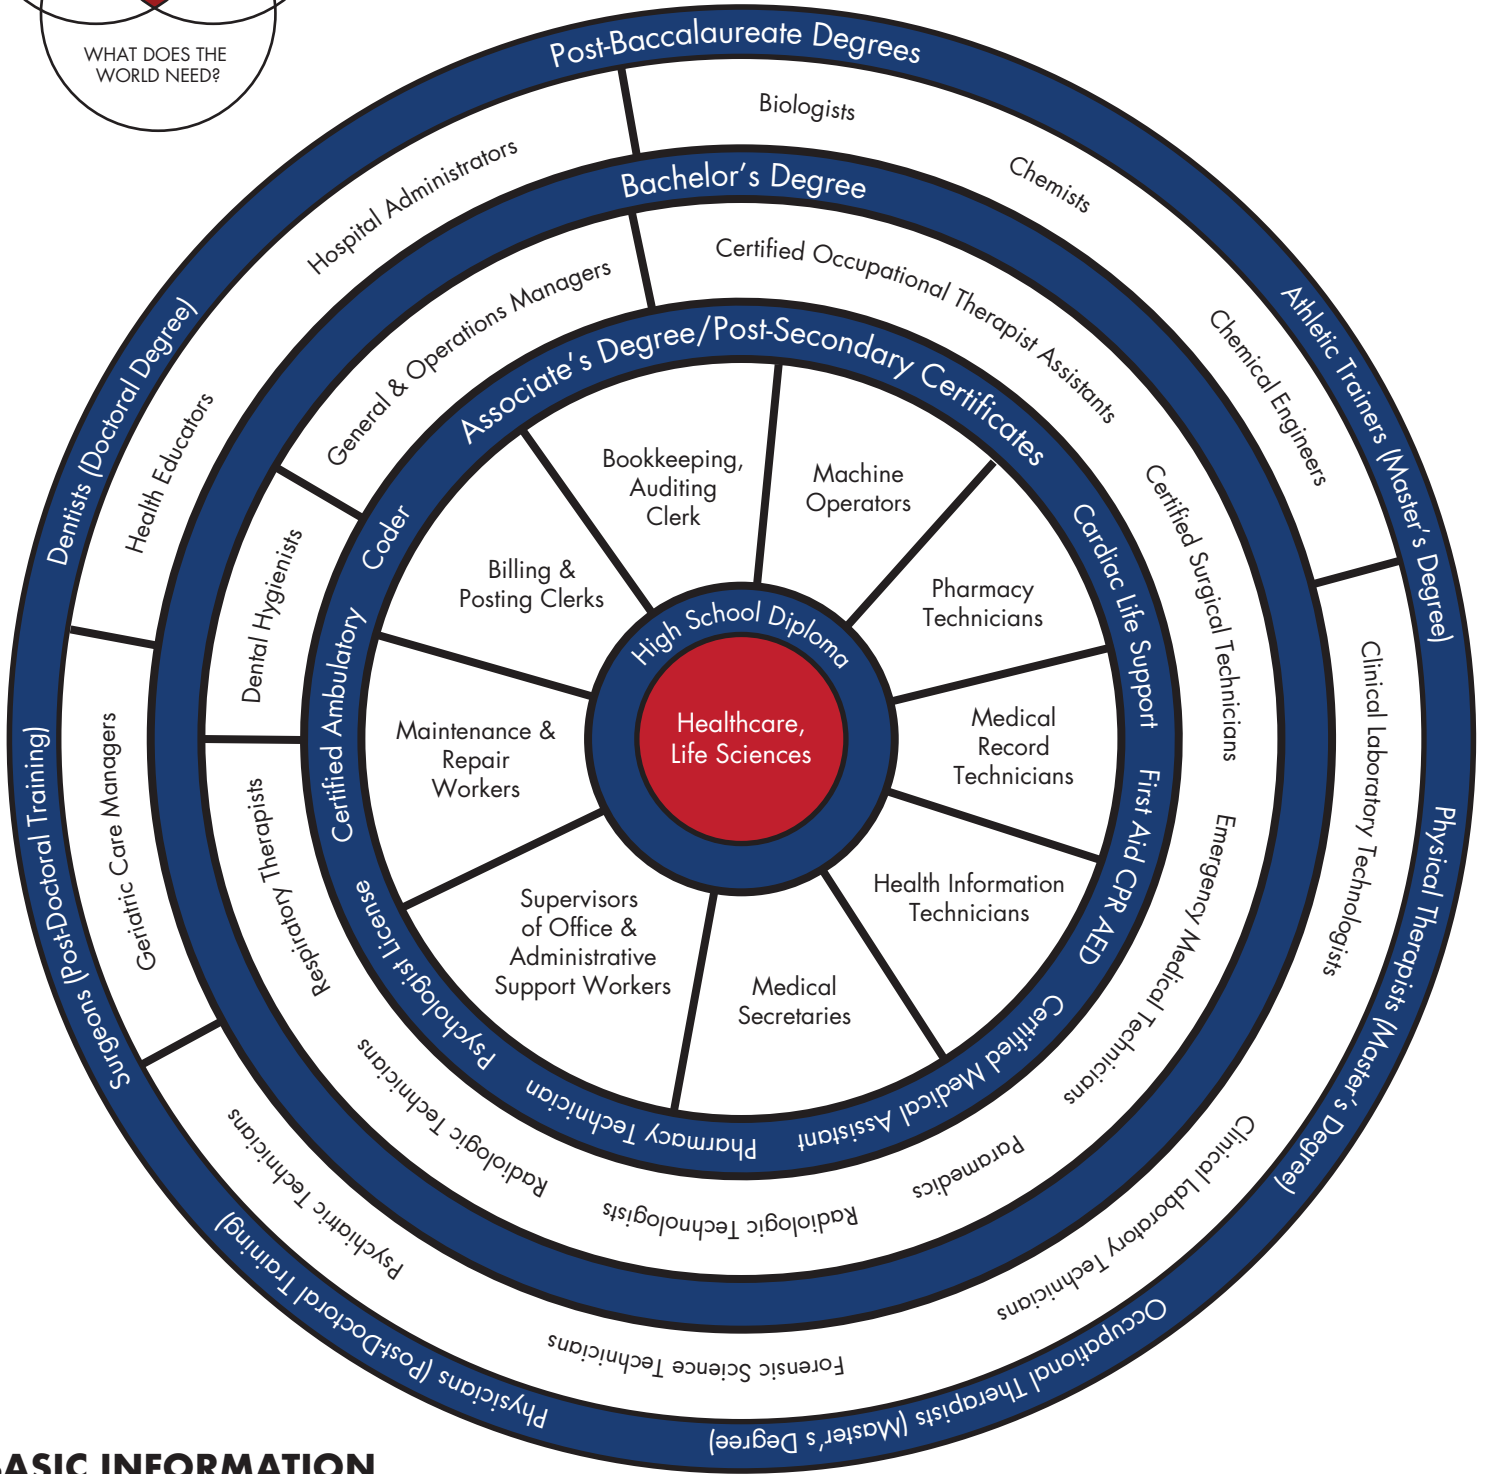 WHAT DOES THE
WORLD NEED?
Post-Baccalaureate Degrees
Athletic Trainers (Master's Degree)
Physical Therapists (Master's Degree)
Occupational Therapists (Master's Degree)
Physicians (Post-Doctoral Training)
Surgeons (Post-Doctoral Training)
Dentists (Doctoral Degree)
Biologists
Chemists
Chemical Engineers
Clinical Laboratory Technologists
Clinical Laboratory Technicians
Forensic Science Technicians
Psychiatric Technicians
Geriatric Care Managers
Health Educators
Hospital Administrators
Bachelor's Degree
Certified Occupational Therapist Assistants
Certified Surgical Technicians
Emergency Medical Technicians
Paramedics
Radiologic Technologists
Radiologic Technicians
Respiratory Therapists
Dental Hygienists
General & Operations Managers
Associate's Degree/Post-Secondary Certificates
Cardiac Life Support
First Aid CPR AED
Certified Medical Assistant
Pharmacy Technician
Psychologist License
Certified Ambulatory Coder
Bookkeeping,
Auditing
Clerk
Machine
Operators
Pharmacy
Technicians
Medical
Record
Technicians
Health Information
Technicians
Medical
Secretaries
Supervisors
of Office &
Administrative
Support Workers
Maintenance &
Repair
Workers
Billing &
Posting Clerks
High School Diploma
Healthcare,
Life Sciences
BASIC INFORMATION